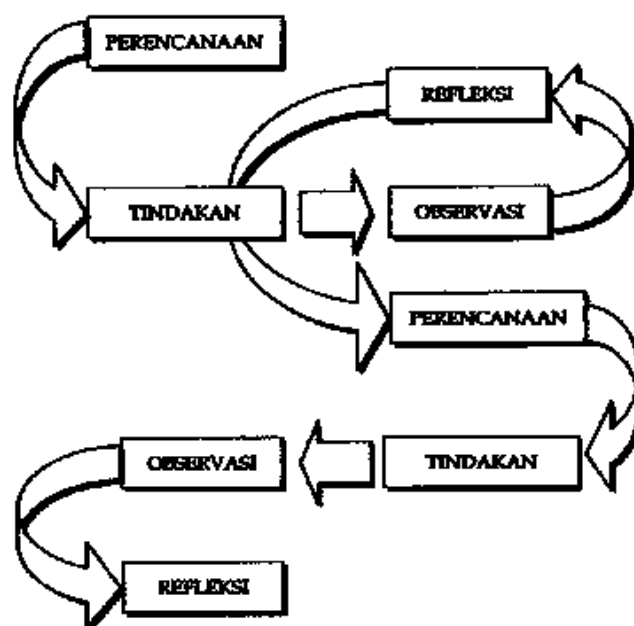 PERENCANAAN
REFLEKSI
TINDAKAN
OBSERVASI
PERENCANAAN
OBSERVASI
TINDAKAN
REFLEKSI